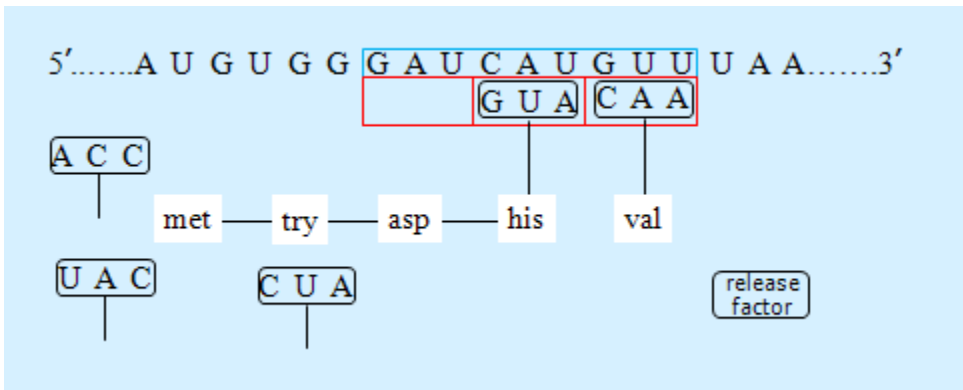 5′.......A U G U G G G A U C A U G U U U A A.......3′
G U A C A A
A C C
met try asp his val
U A C C U A
release
factor